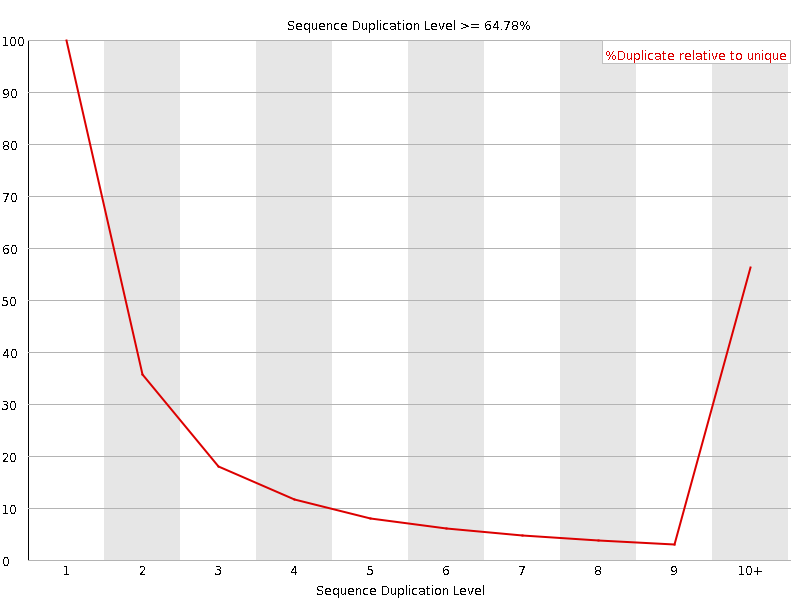 Sequence Duplication Level >= 64.78%
%Duplicate relative to unique
100
90
80
70
60
50
40
30
20
10
0
1 2 3 4 5 6 7 8 9 10+
Sequence Duplication Level